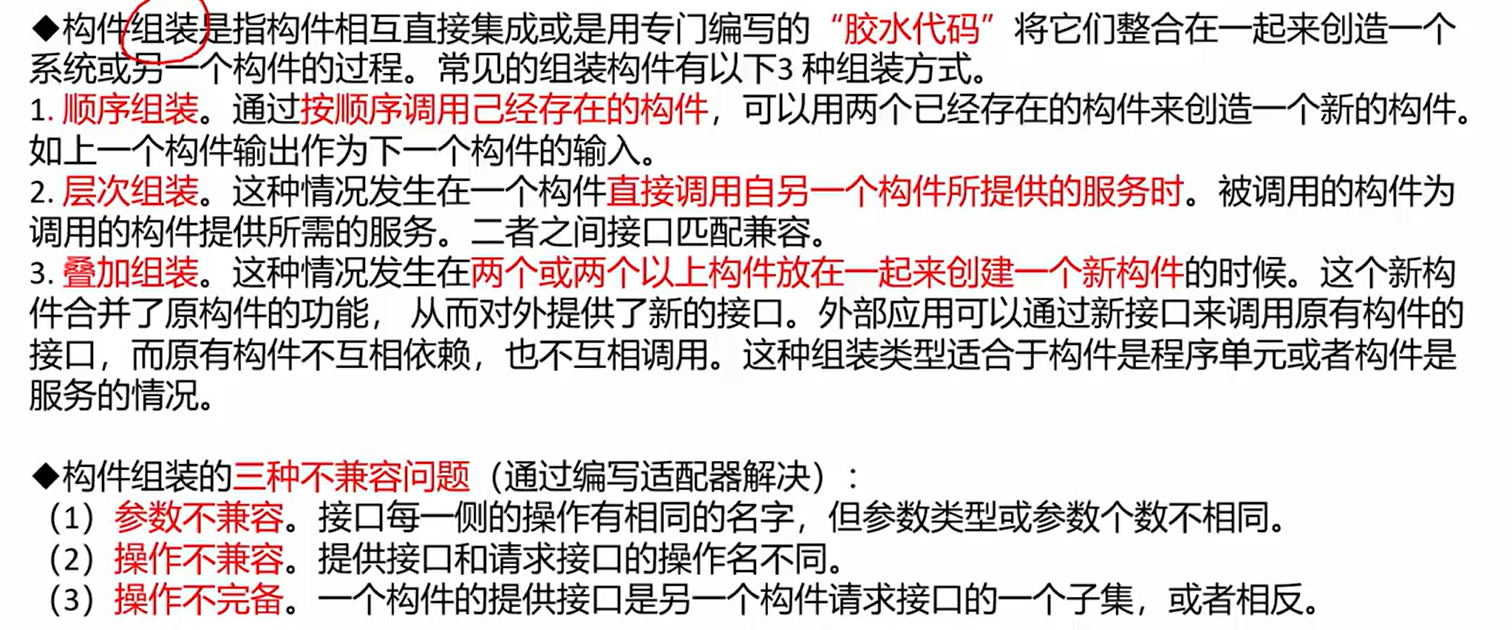 ◆构件组装是指构件相互直接集成或是用专门编写的“胶水代码”将它们整合在一起来创造一个
系统或另一个构件的过程。常见的组装构件有以下3 种组装方式。
1. 顺序组装。通过按顺序调用己经存在的构件，可以用两个已经存在的构件来创造一个新的构件。
如上一个构件输出作为下一个构件的输入。
2. 层次组装。这种情况发生在一个构件直接调用自另一个构件所提供的服务时。被调用的构件为
调用的构件提供所需的服务。二者之间接口匹配兼容。
3. 叠加组装。这种情况发生在两个或两个以上构件放在一起来创建一个新构件的时候。这个新构
件合并了原构件的功能， 从而对外提供了新的接口。外部应用可以通过新接口来调用原有构件的
接口，而原有构件不互相依赖，也不互相调用。这种组装类型适合于构件是程序单元或者构件是
服务的情况。
◆构件组装的三种不兼容问题（通过编写适配器解决）：
（1）参数不兼容。接口每一侧的操作有相同的名字，但参数类型或参数个数不相同。
（2）操作不兼容。提供接口和请求接口的操作名不同。
（3）操作不完备。一个构件的提供接口是另一个构件请求接口的一个子集，或者相反。